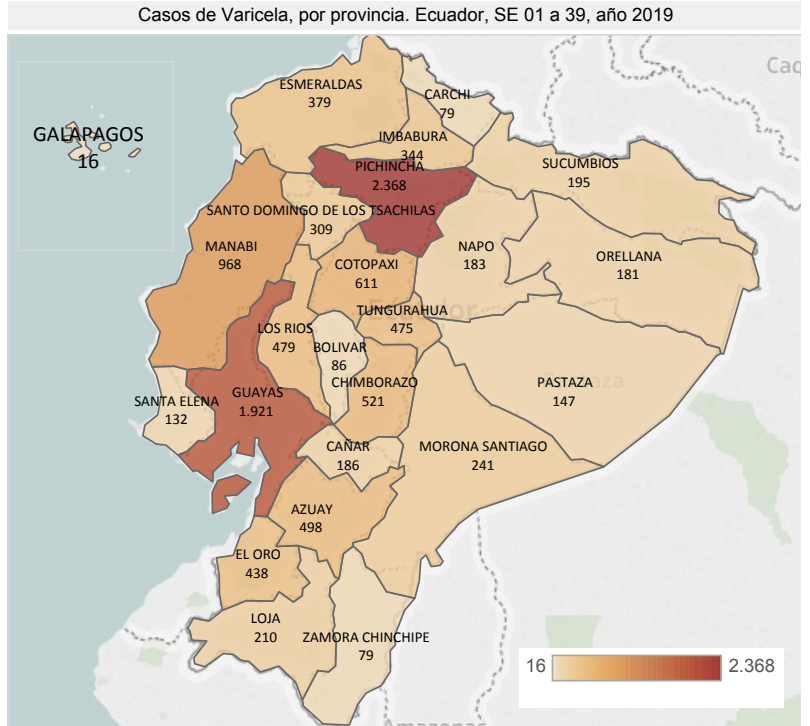 Casos de Varicela, por provincia. Ecuador, SE 01 a 39, año 2019
Caq
ESMERALDAS
379
CARCHI
79
GALAPAGOS
16
IMBABURA
344
PICHINCHA
2.368
SUCUMBIOS
195
SANTO DOMINGO DE LOS TSACHILAS
309
MANABI
968
NAPO
183
ORELLANA
181
COTOPAXI
611
Ecuador
TUNGURAHUA
475
LOS RIOS
479
BOLIVAR
86
CHIMBORAZO
521
PASTAZA
147
SANTA ELENA
132
GUAYAS
1.921
CAÑAR
186
MORONA SANTIAGO
241
AZUAY
498
EL ORO
438
LOJA
210
ZAMORA CHINCHIPE
79
16
2.368
Amazonas